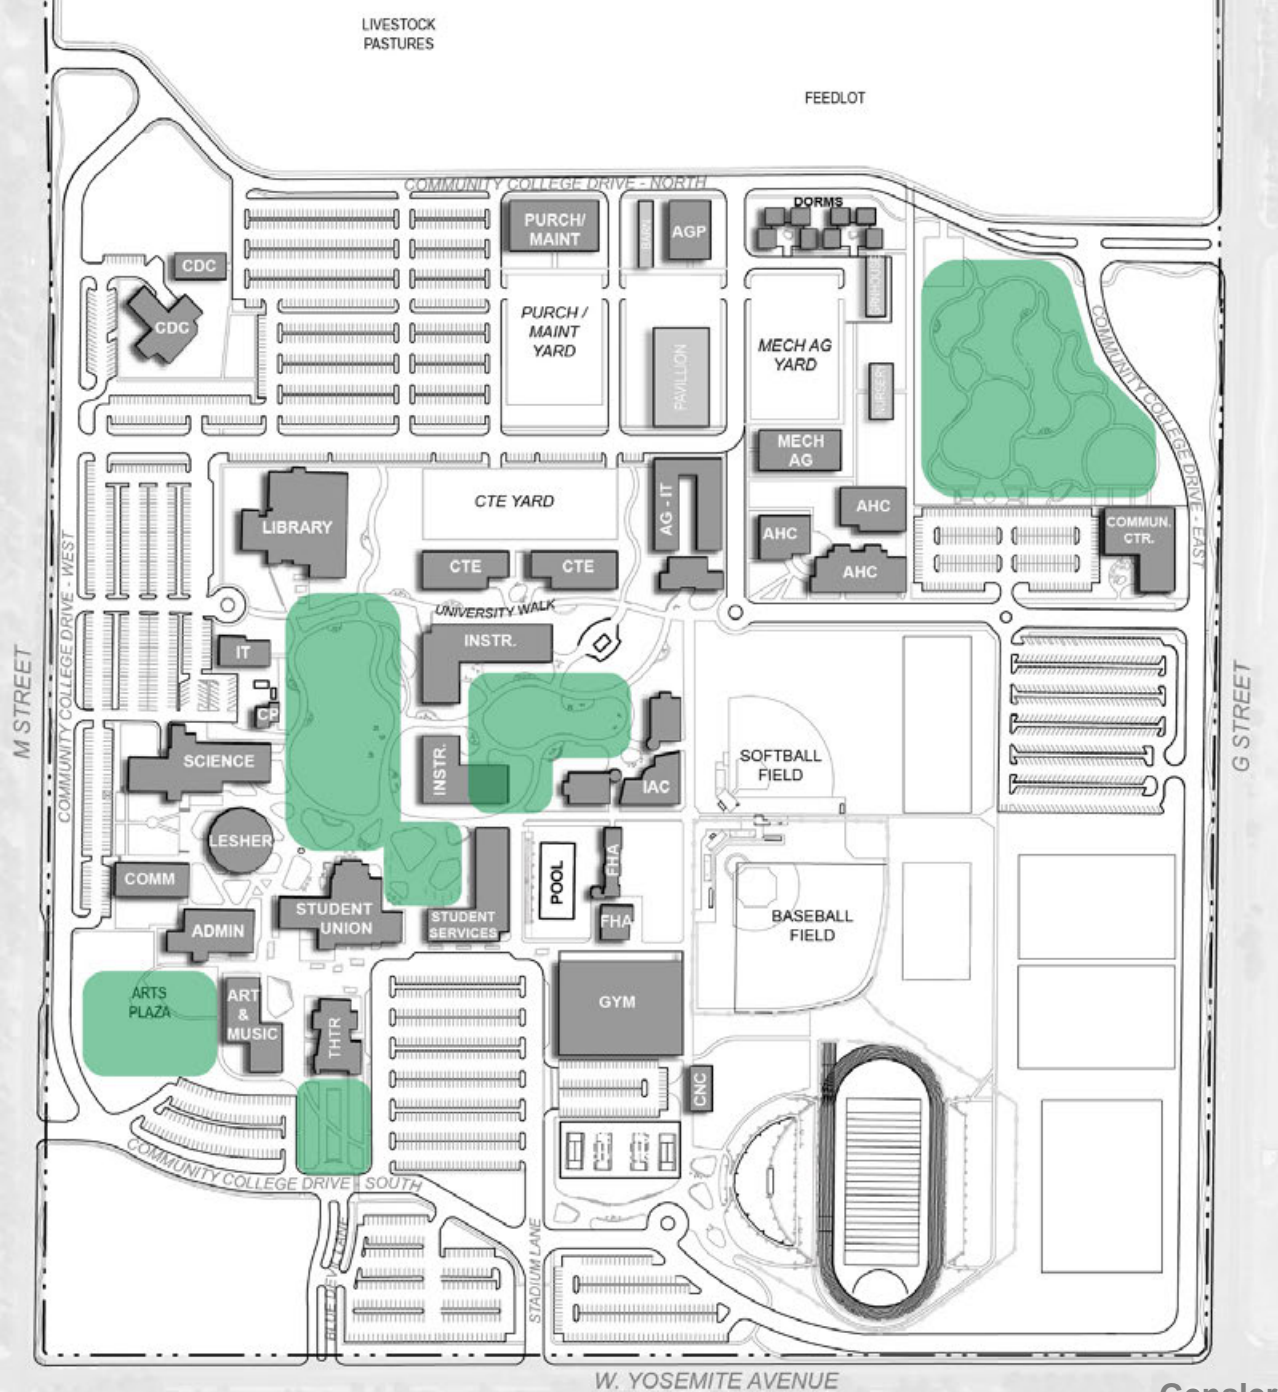 LIVESTOCK
PASTURES
FEEDLOT
COMMUNITY COLLEGE DRIVE - NORTH
PURCH/
MAINT
BARN
AGP
DORMS
CDC
CDC
GRNHOUSE
PURCH /
MAINT
YARD
MECH AG
YARD
PAVILLION
NURSERY
COMMUNITY COLLEGE DRIVE - EAST
MECH
AG
CTE YARD
LIBRARY
AG - IT
AHC
AHC
AHC
COMMUN.
CTR.
CTE
CTE
UNIVERSITY WALK
INSTR.
IT
COMMUNITY COLLEGE DRIVE - WEST
M STREET
G STREET
CP
SCIENCE
INSTR.
IAC
SOFTBALL
FIELD
LESHER
COMM
POOL
FHA
FHA
STUDENT
UNION
STUDENT
SERVICES
ADMIN
BASEBALL
FIELD
ARTS
PLAZA
ART
&
MUSIC
THTR
GYM
CNC
COMMUNITY COLLEGE DRIVE SOUTH
BLUE DEVIL LANE
STADIUM LANE
W. YOSEMITE AVENUE